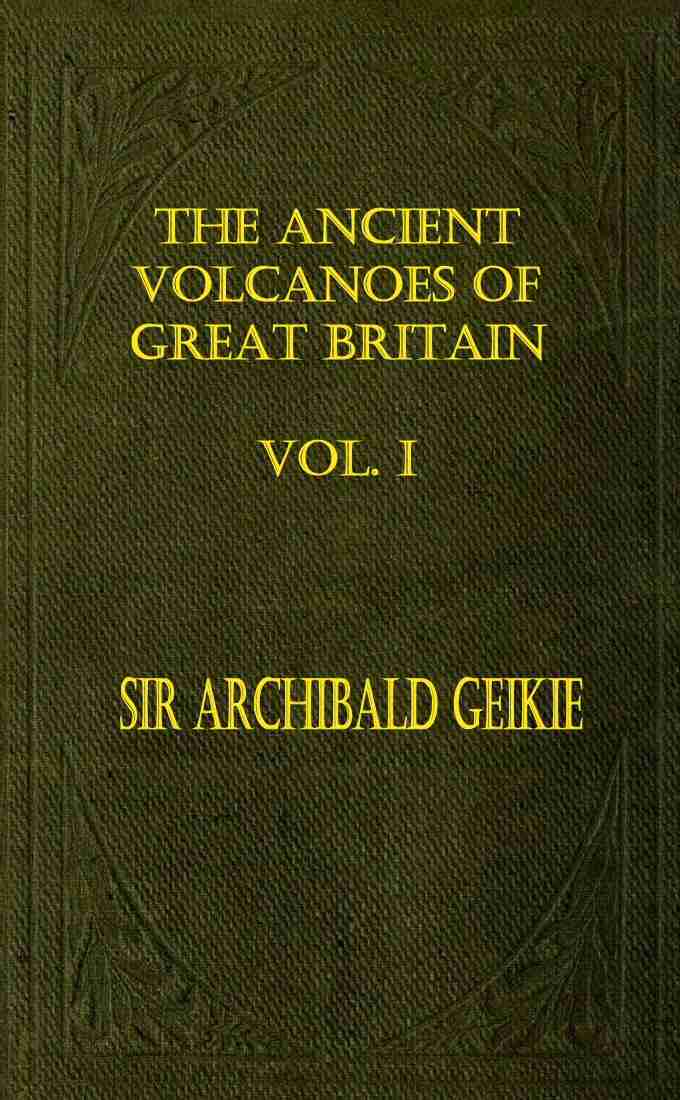 THE ANCIENT
VOLCANOES OF
GREAT BRITAIN
VOL. I
SIR ARCHIBALD GEIKIE